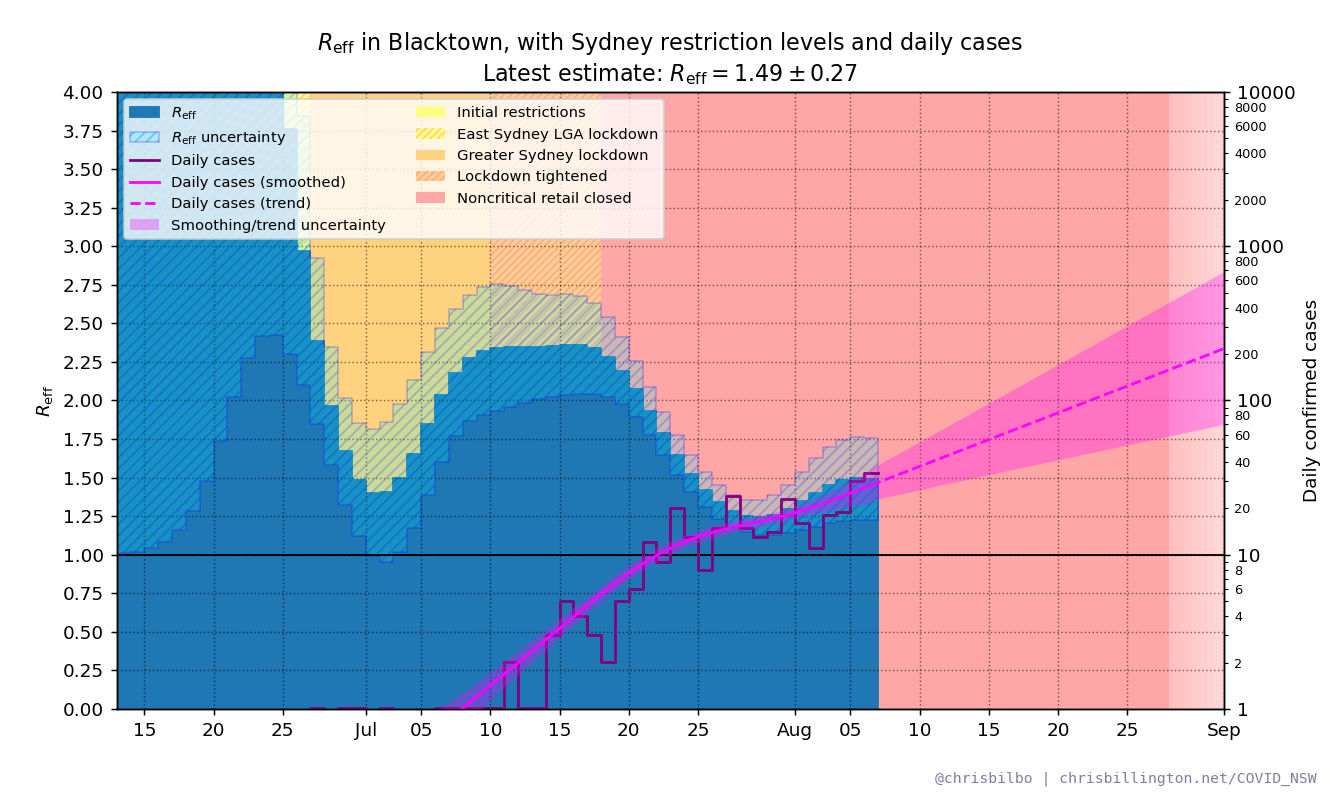 Reff in Blacktown, with Sydney restriction levels and daily cases
Latest estimate: Reff = 1.49 ± 0.27
Reff
Reff uncertainty
Daily cases
Daily cases (smoothed)
Daily cases (trend)
Smoothing/trend uncertainty
Initial restrictions
East Sydney LGA lockdown
Greater Sydney lockdown
Lockdown tightened
Noncritical retail closed
Reff
4.00
3.75
3.50
3.25
3.00
2.75
2.50
2.25
2.00
1.75
1.50
1.25
1.00
0.75
0.50
0.25
0.00
15 20 25 Jul 05 10 15 20 25 Aug 05 10 15 20 25 Sep
10000
8000
6000
4000
2000
1000
800
600
400
200
100
80
60
40
20
10
8
6
4
2
1
Daily confirmed cases
@chrisbilbo | chrisbillington.net/COVID_NSW